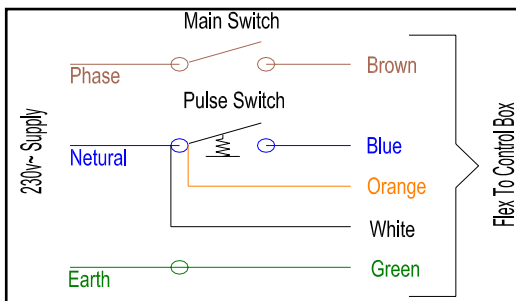 Main Switch
Phase
Brown
Pulse Switch
Netural
Blue
Orange
White
Earth
Green
230v~ Supply
Flex To Control Box